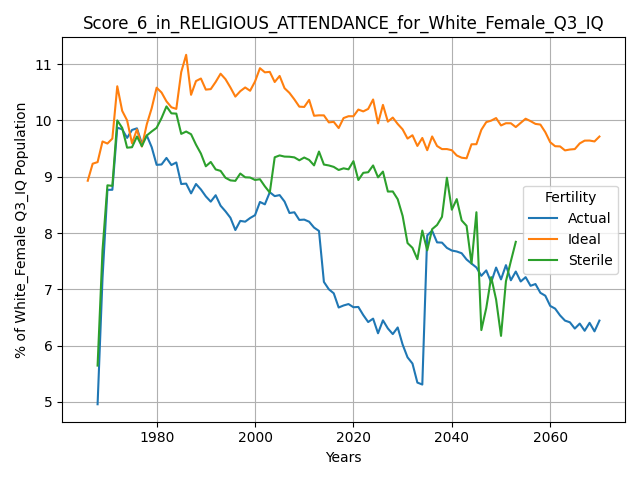 Score_6_in_RELIGIOUS_ATTENDANCE_for_White_Female_Q3_IQ
% of White_Female Q3_IQ Population
11
10
9
8
7
6
5
Fertility
Actual
Ideal
Sterile
1980
2000
2020
2040
2060
Years